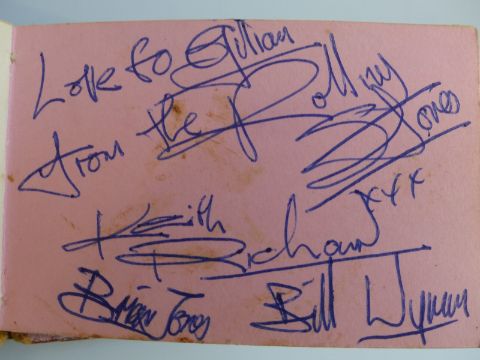 Love to Gillian
from the Rolling
Stones
xxx
Keith
Richard
Brian Jones Bill Wyman